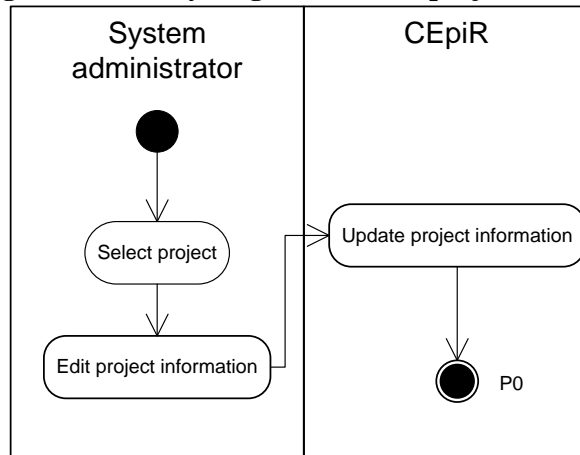 System
administrator
CEpiR
Select project
Update project information
Edit project information
P0